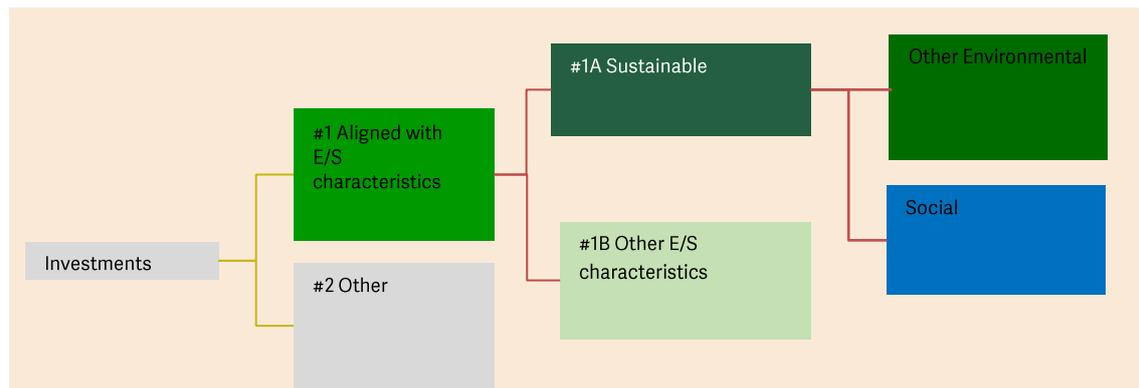 Investments
#1 Aligned with
E/S
characteristics
#2 Other
#1A Sustainable
#1B Other E/S
characteristics
Other Environmental
Social